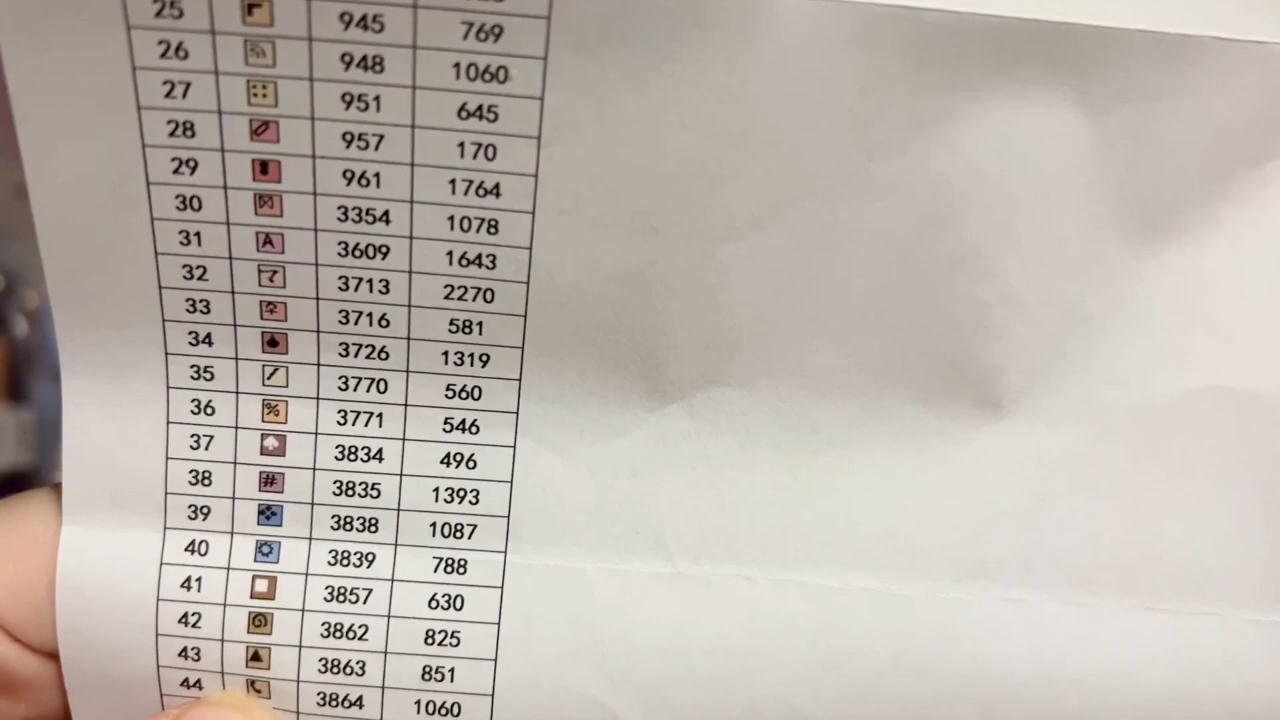 25 945 769
26 948 1060
27 951 645
28 957 170
29 961 1764
30 3354 1078
31 A 3609 1643
32 7 3713 2270
33 3716 581
34 3726 1319
35 3770 560
36 % 3771 546
37 ♠ 3834 496
38 # 3835 1393
39 3838 1087
40 3839 788
41 3857 630
42 3862 825
43 ▲ 3863 851
44 3864 1060